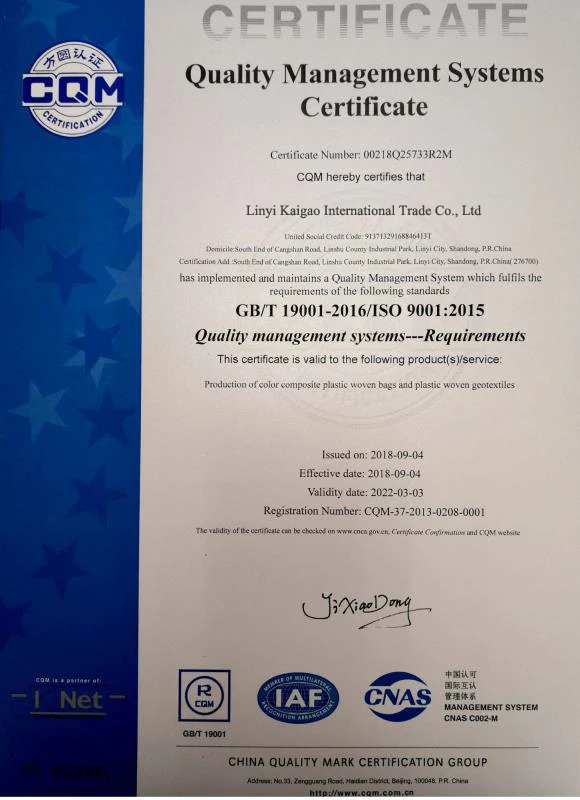 CERTIFICATE
方圆认证
CQM
CERTIFICATION
Quality Management Systems
Certificate
Certificate Number: 00218Q25733R2M
CQM hereby certifies that
Linyi Kaigao International Trade Co., Ltd
United Social Credit Code: 91371329168846413T
Domicile:South End of Cangshan Road, Linshu County Industrial Park, Linyi City, Shandong, P.R.China
Certification Add :South End of Cangshan Road, Linshu County Industrial Park, Linyi City, Shandong, P.R.China( 276700)
has implemented and maintains a Quality Management System which fulfils the
requirements of the following standards
GB/T 19001-2016/ISO 9001:2015
Quality management systems---Requirements
This certificate is valid to the following product(s)/service:
Production of color composite plastic woven bags and plastic woven geotextiles
Issued on: 2018-09-04
Effective date: 2018-09-04
Validity date: 2022-03-03
Registration Number: CQM-37-2013-0208-0001
The validity of the certificate can be checked on www.cnca.gov.cn, Certificate Confirmation and CQM website
Ji XiaoDong
CQM is a partner of:
I Net
R
CQM
GB/T 19001
MEMBER OF MULTILATERAL
IAF
RECOGNITION ARRANGEMENT
CNAS
中国认可
国际互认
管理体系
MANAGEMENT SYSTEM
CNAS C002-M
CHINA QUALITY MARK CERTIFICATION GROUP
Address: No.33, Zengguang Road, Haidian District, Beijing, 100048, P.R. China
http://www.cqm.com.cn